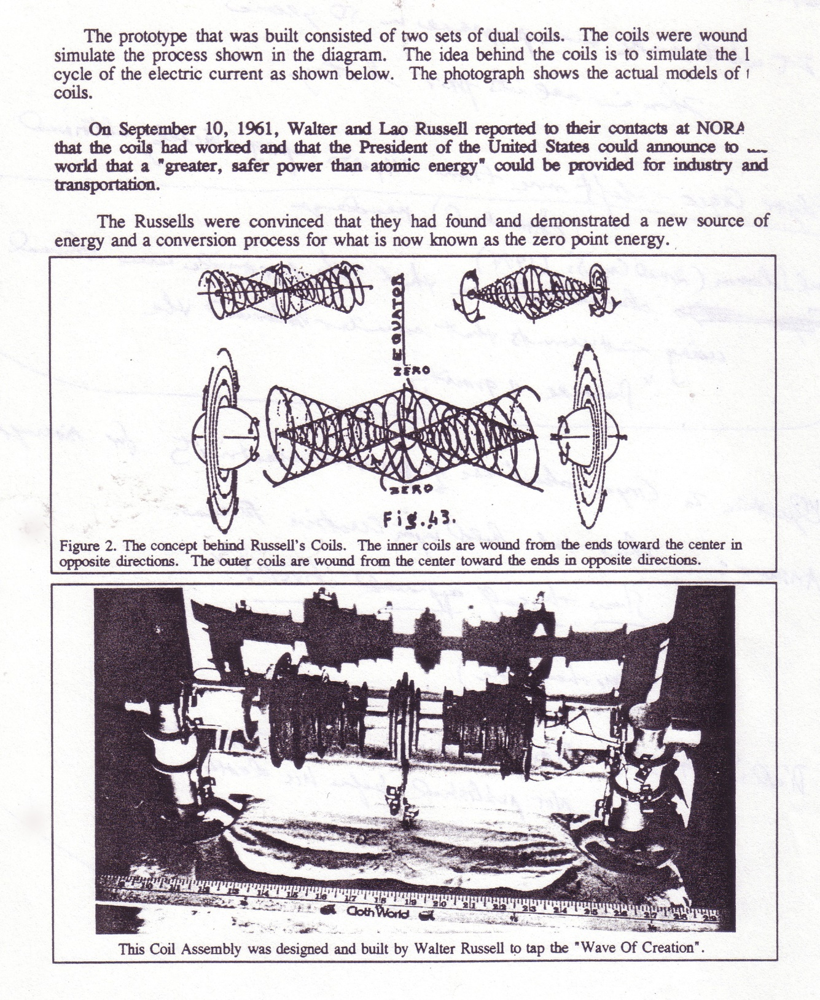 The prototype that was built consisted of two sets of dual coils. The coils were wound
simulate the process shown in the diagram. The idea behind the coils is to simulate the
cycle of the electric current as shown below. The photograph shows the actual models of
coils.
On September 10, 1961, Walter and Lao Russell reported to their contacts at NORA
that the coils had worked and that the President of the United States could announce to
world that a "greater, safer power than atomic energy" could be provided for industry and
transportation.
The Russells were convinced that they had found and demonstrated a new source of
energy and a conversion process for what is now known as the zero point energy.
EQUATOR
ZERO
ZERO
Fig. 43.
Figure 2. The concept behind Russell's Coils. The inner coils are wound from the ends toward the center in
opposite directions. The outer coils are wound from the center toward the ends in opposite directions.
10 11 12 13 14 15 16 17 18 19 20 21 22 23 24 25 26 27 28 29
Cloth World
This Coil Assembly was designed and built by Walter Russell to tap the "Wave Of Creation".